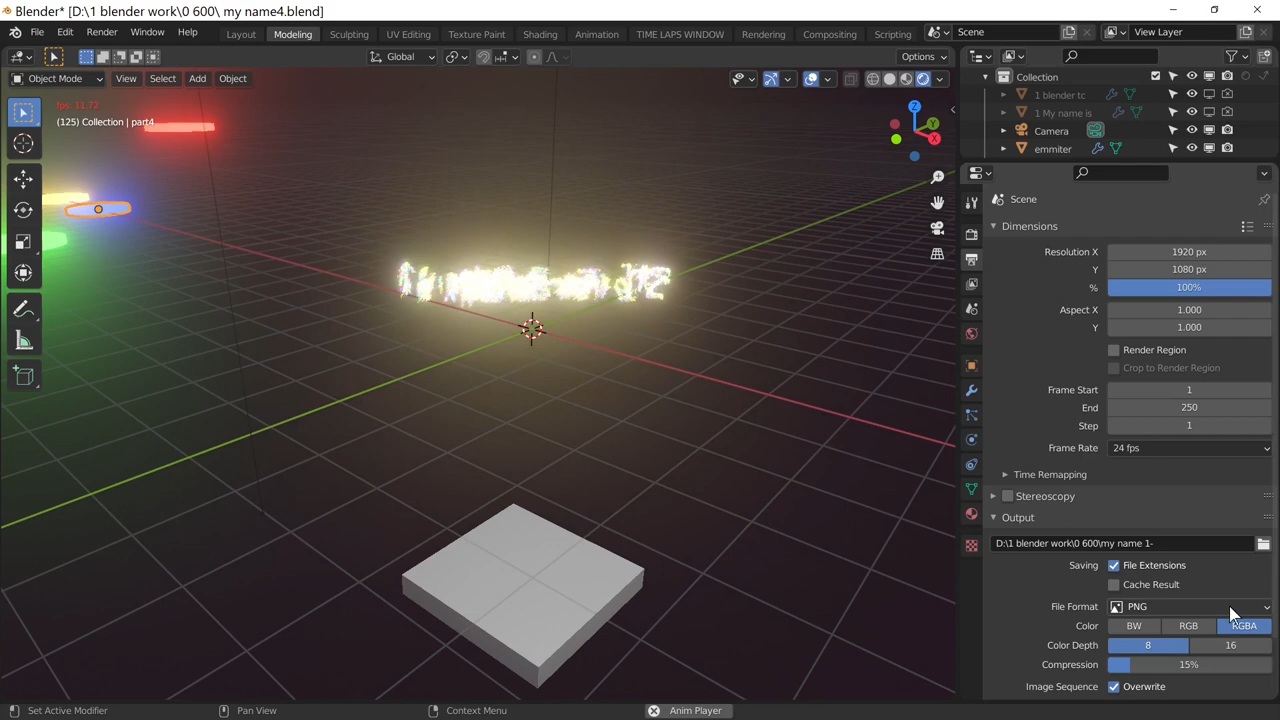 Blender* [D:\1 blender work\0 600\ my name4.blend]
File Edit Render Window Help Layout Modeling Sculpting UV Editing Texture Paint Shading Animation TIME LAPS WINDOW Rendering Compositing Scripting Scene View Layer
Global Options
Object Mode View Select Add Object
Collection
1 blender tc
1 My name is
Camera
emmiter
fps: 11.72
(125) Collection | part4
Z
Y
X
Scene
Dimensions
Resolution X 1920 px
Y 1080 px
% 100%
Aspect X 1.000
Y 1.000
Render Region
Crop to Render Region
Frame Start 1
End 250
Step 1
Frame Rate 24 fps
Time Remapping
Stereoscopy
Output
D:\1 blender work\0 600\my name 1-
Saving File Extensions
Cache Result
File Format PNG
Color BW RGB RGBA
Color Depth 8 16
Compression 15%
Image Sequence Overwrite
Set Active Modifier Pan View Context Menu Anim Player